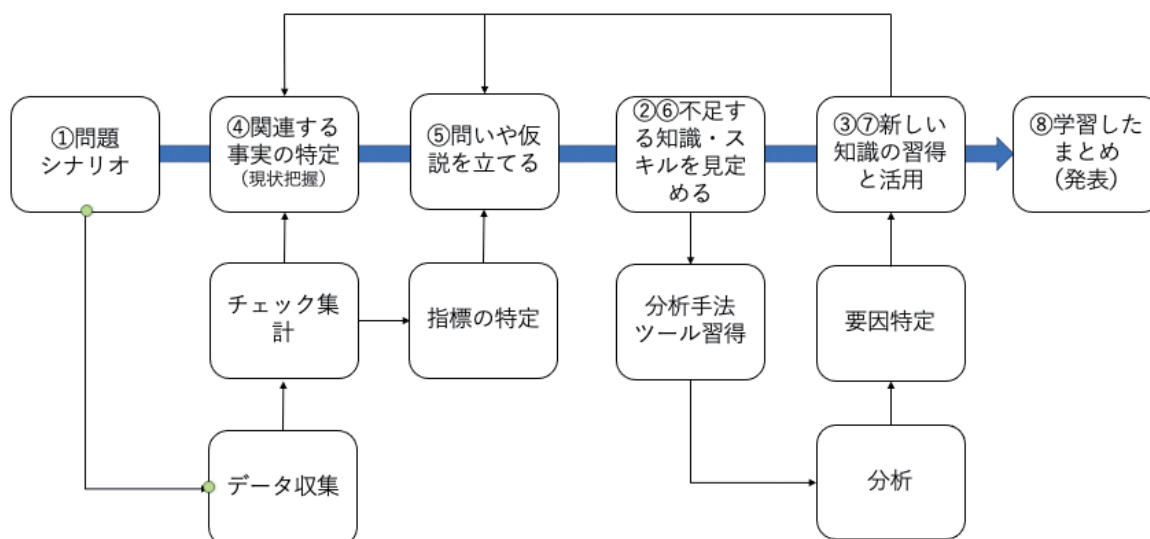 ①問題
シナリオ
④関連する
事実の特定
（現状把握）
⑤問いや仮
説を立てる
②⑥不足す
る知識・ス
キルを見定
める
③⑦新しい
知識の習得
と活用
⑧学習した
まとめ
（発表）
チェック集
計
指標の特定
分析手法
ツール習得
要因特定
データ収集
分析